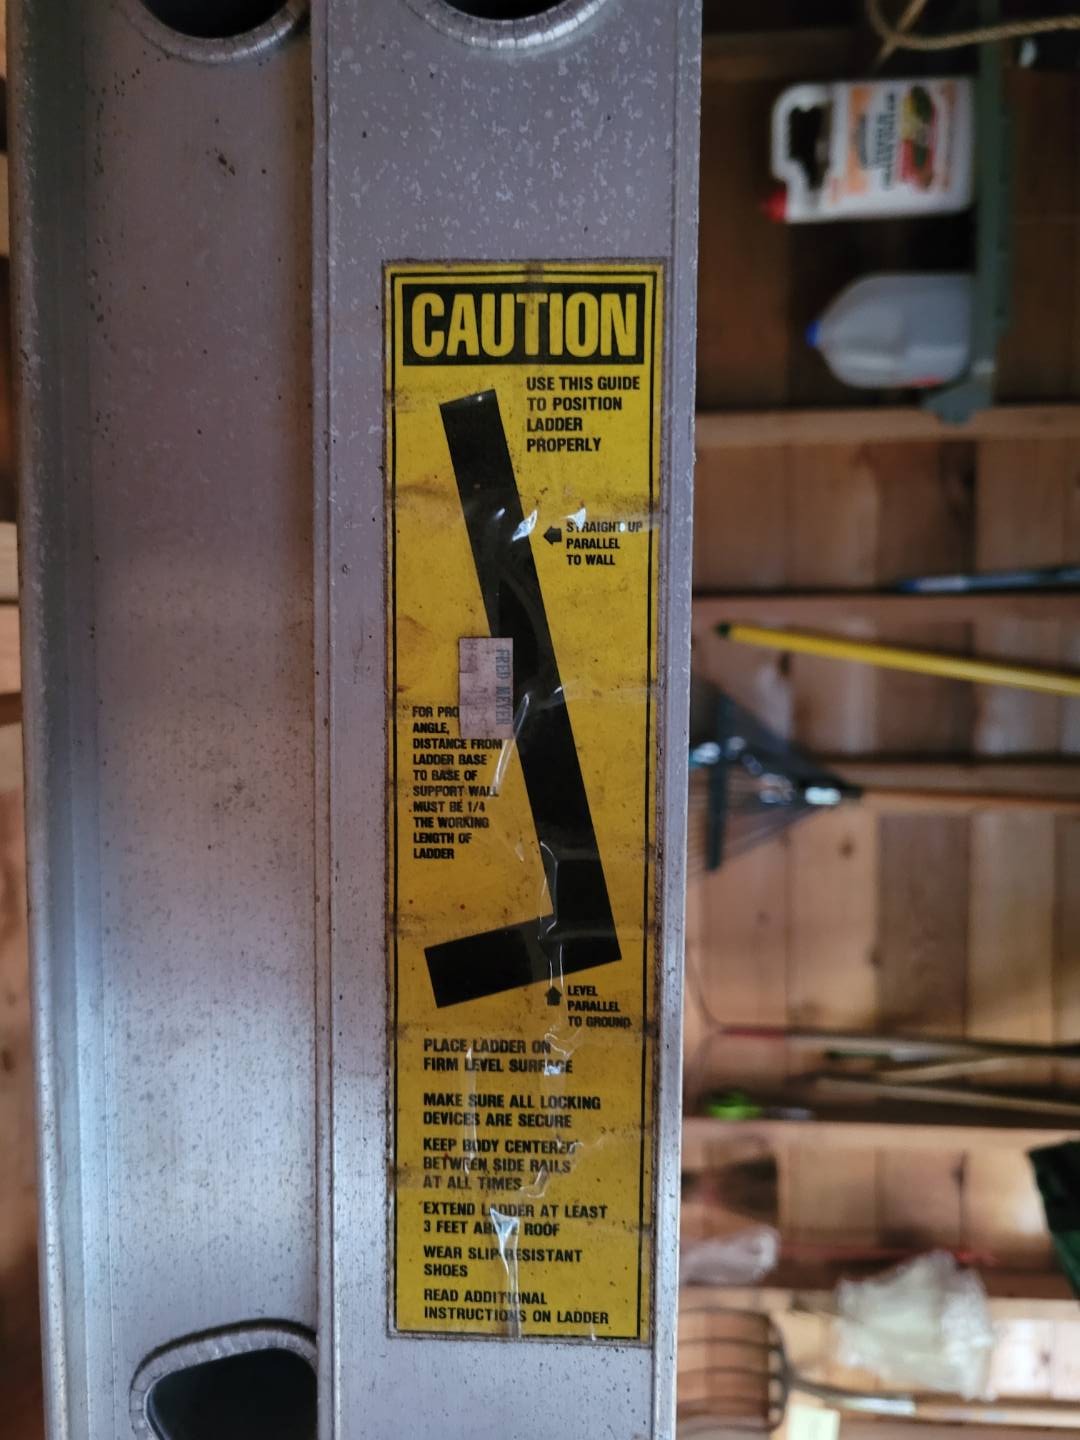 CAUTION
USE THIS GUIDE
TO POSITION
LADDER
PROPERLY
STRAIGHT UP
PARALLEL
TO WALL
FRED MEYER
FOR PRO
ANGLE,
DISTANCE FROM
LADDER BASE
TO BASE OF
SUPPORT WALL
MUST BE 1/4
THE WORKING
LENGTH OF
LADDER
LEVEL
PARALLEL
TO GROUND
PLACE LADDER ON
FIRM LEVEL SURFACE
MAKE SURE ALL LOCKING
DEVICES ARE SECURE
KEEP BODY CENTERED
BETWEEN SIDE RAILS
AT ALL TIMES
EXTEND LADDER AT LEAST
3 FEET ABOVE ROOF
WEAR SLIP RESISTANT
SHOES
READ ADDITIONAL
INSTRUCTIONS ON LADDER